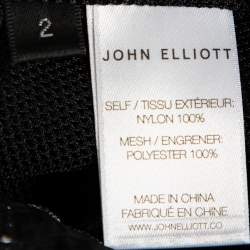 2
JOHN ELLIOTT
SELF / TISSU EXTÉRIEUR:
NYLON 100%
MESH / ENGRENER:
POLYESTER 100%
MADE IN CHINA
FABRIQUÉ EN CHINE
WWW.JOHNELLIOTT.CO